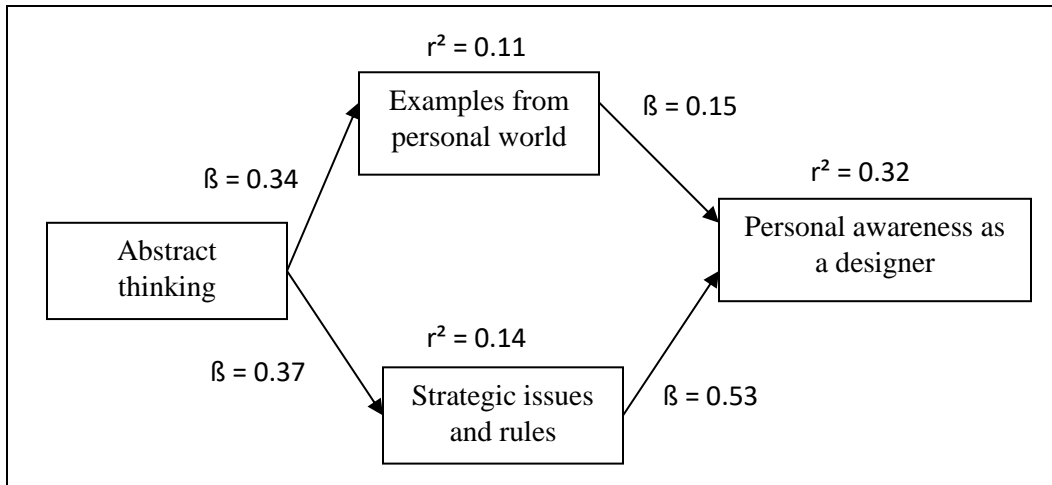 r² = 0.11
Examples from
personal world
ß = 0.15
ß = 0.34
r² = 0.32
Abstract
thinking
Personal awareness as
a designer
r² = 0.14
ß = 0.37
Strategic issues
and rules
ß = 0.53